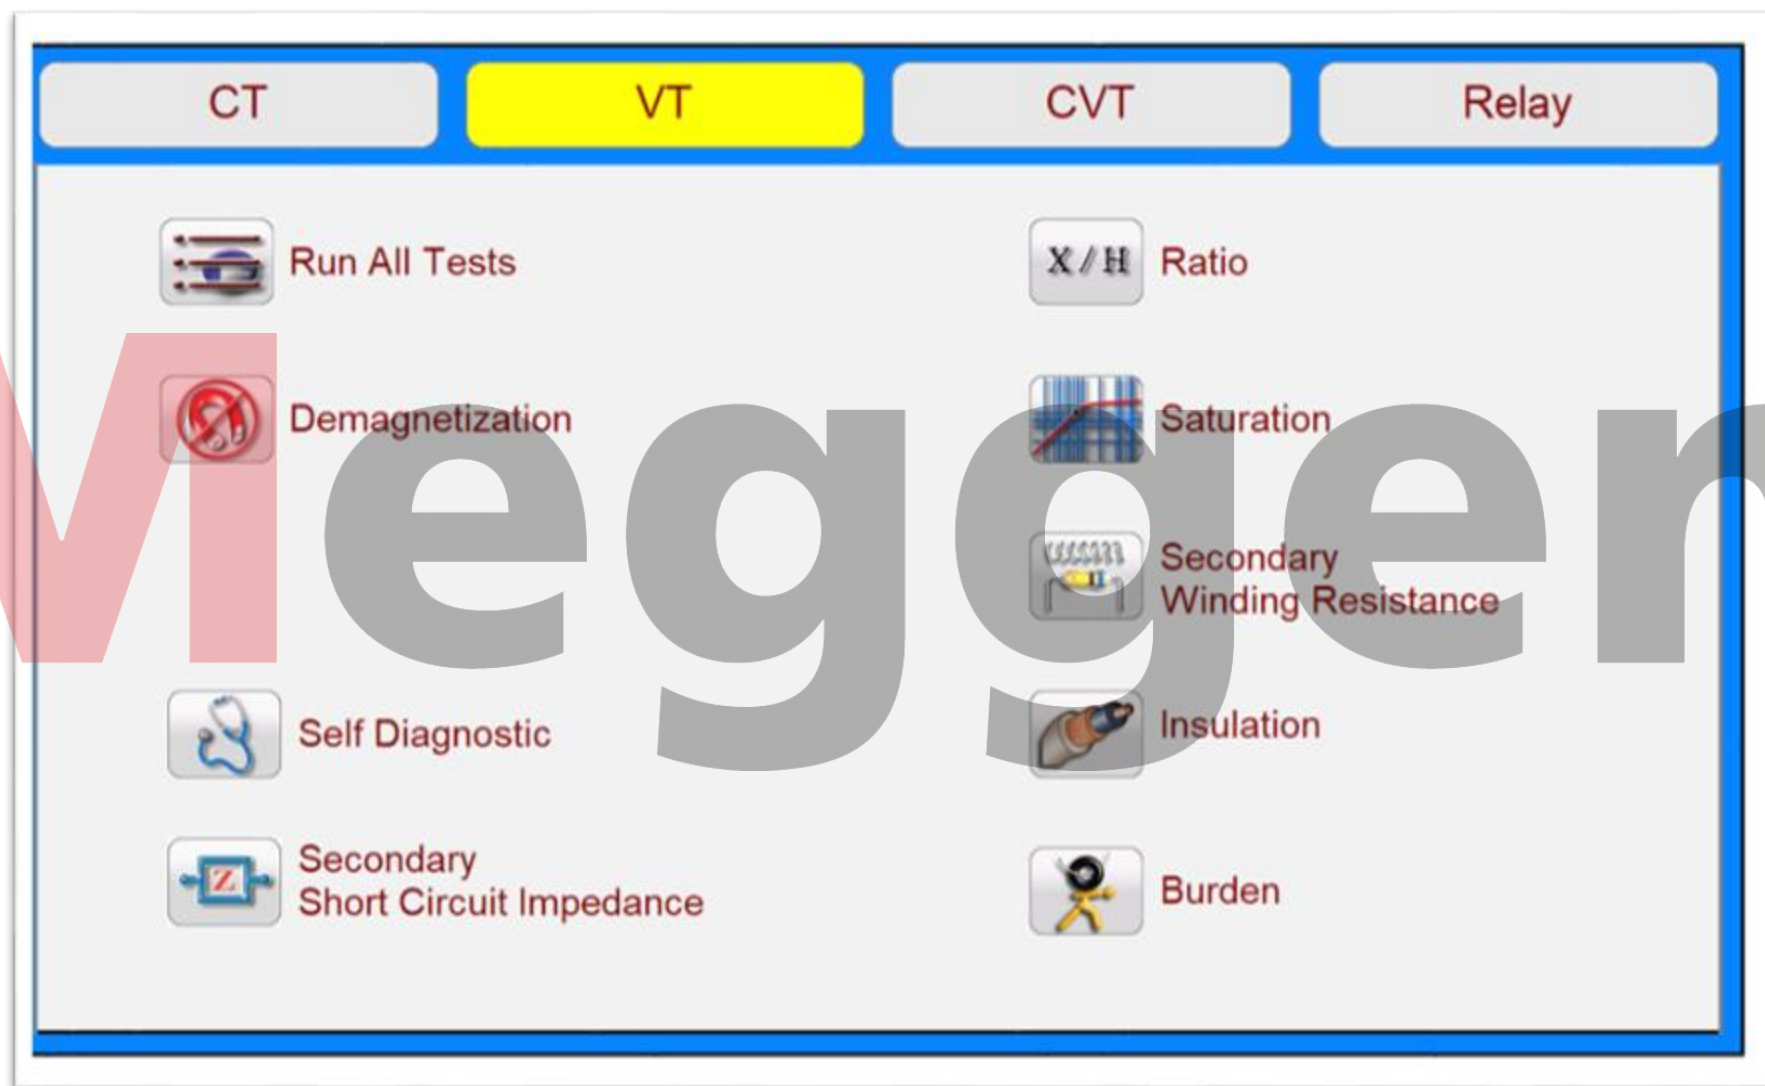 CT
VT
CVT
Relay
Run All Tests
X/H Ratio
Demagnetization
Saturation
Secondary
Winding Resistance
Self Diagnostic
Insulation
Z
Secondary
Short Circuit Impedance
Burden
Megger